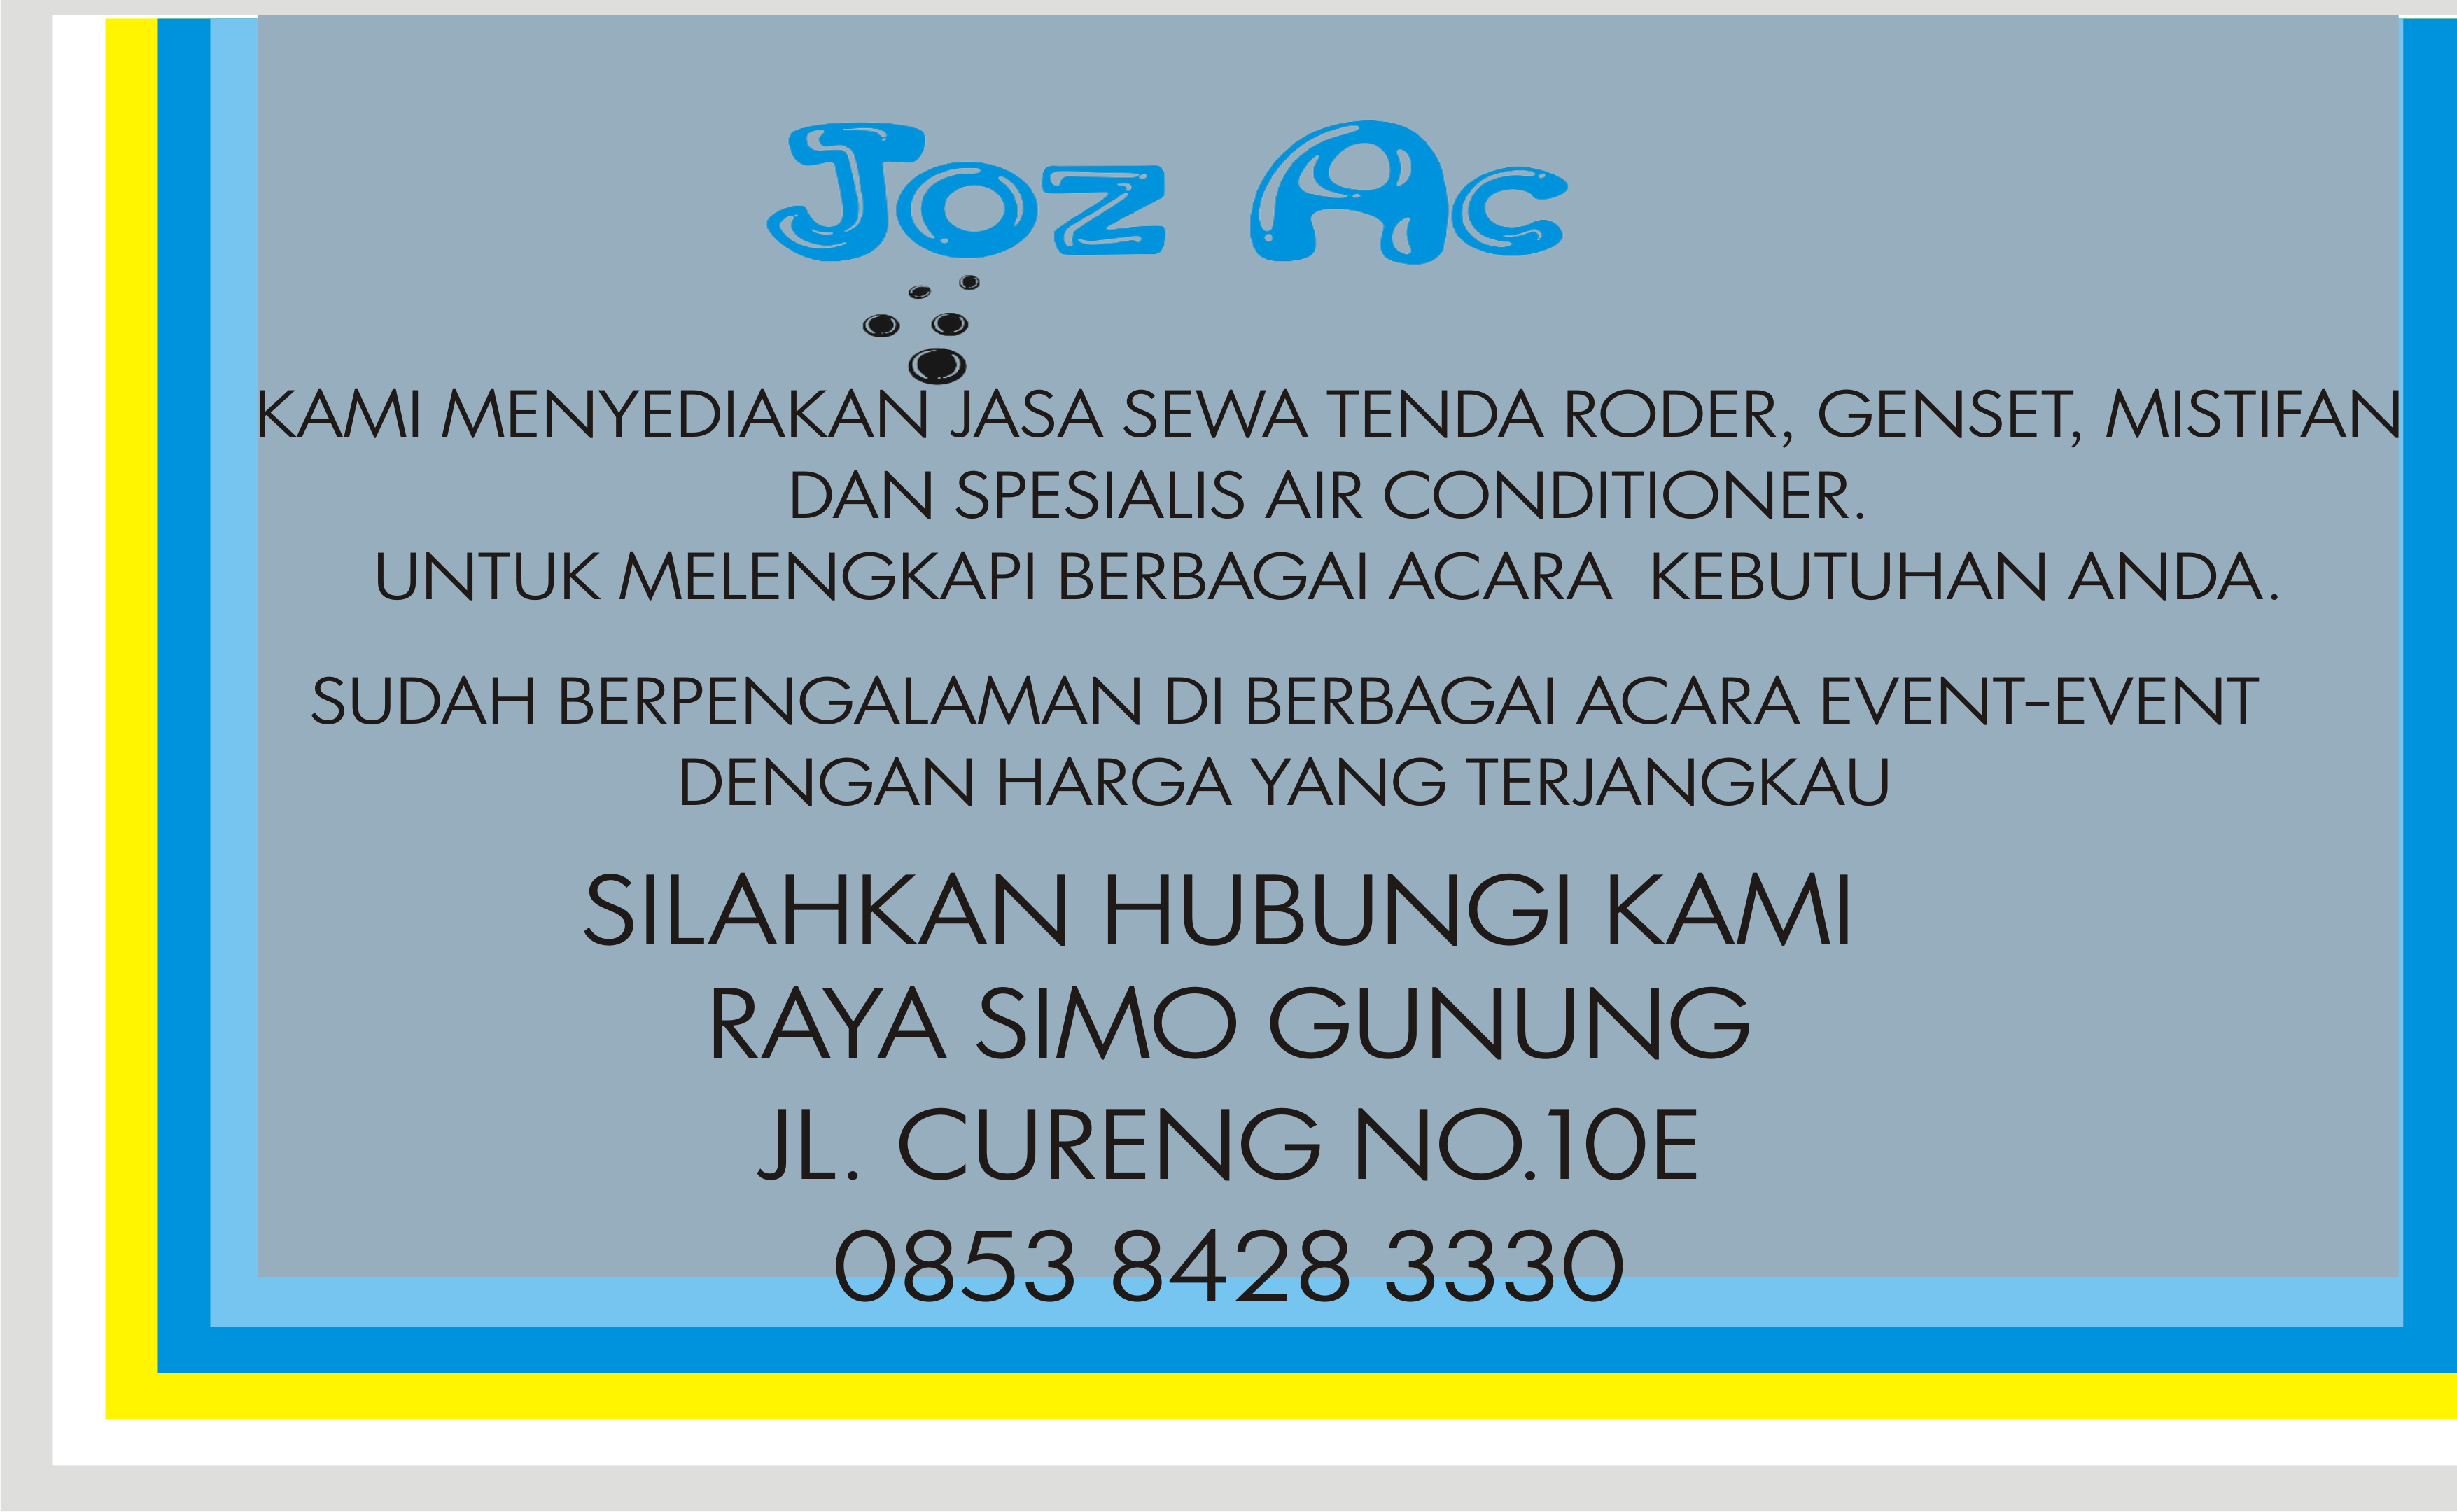 Joz Ac
KAMI MENYEDIAKAN JASA SEWA TENDA RODER, GENSET, MISTIFAN
DAN SPESIALIS AIR CONDITIONER.
UNTUK MELENGKAPI BERBAGAI ACARA KEBUTUHAN ANDA.
SUDAH BERPENGALAMAN DI BERBAGAI ACARA EVENT-EVENT
DENGAN HARGA YANG TERJANGKAU
SILAHKAN HUBUNGI KAMI
RAYA SIMO GUNUNG
JL. CURENG NO.10E
0853 8428 3330